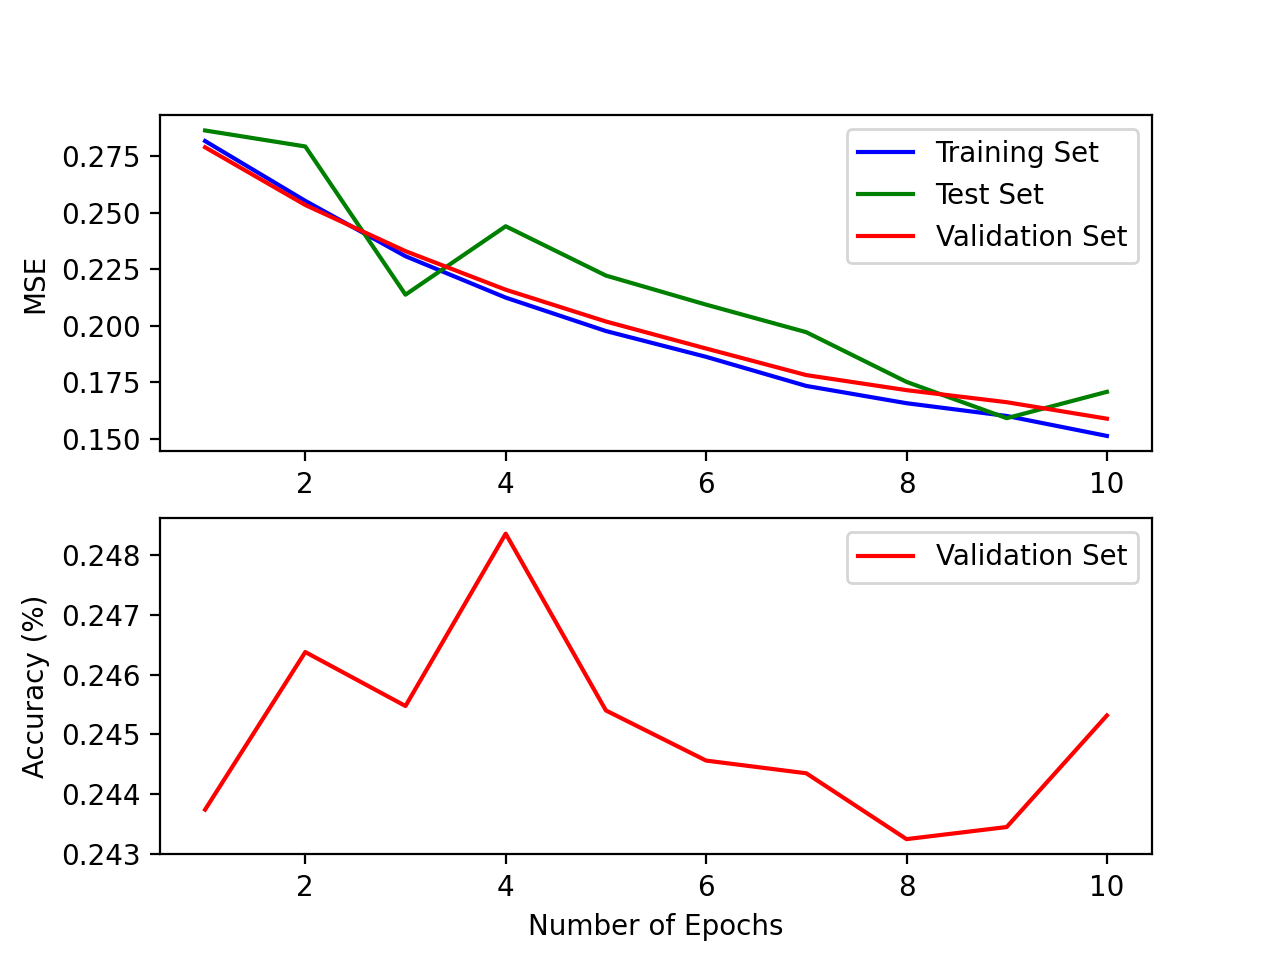 0.275
0.250
0.225
0.200
0.175
0.150
MSE
Training Set
Test Set
Validation Set
2 4 6 8 10
0.248
0.247
0.246
0.245
0.244
0.243
Accuracy (%)
Validation Set
2 4 6 8 10
Number of Epochs